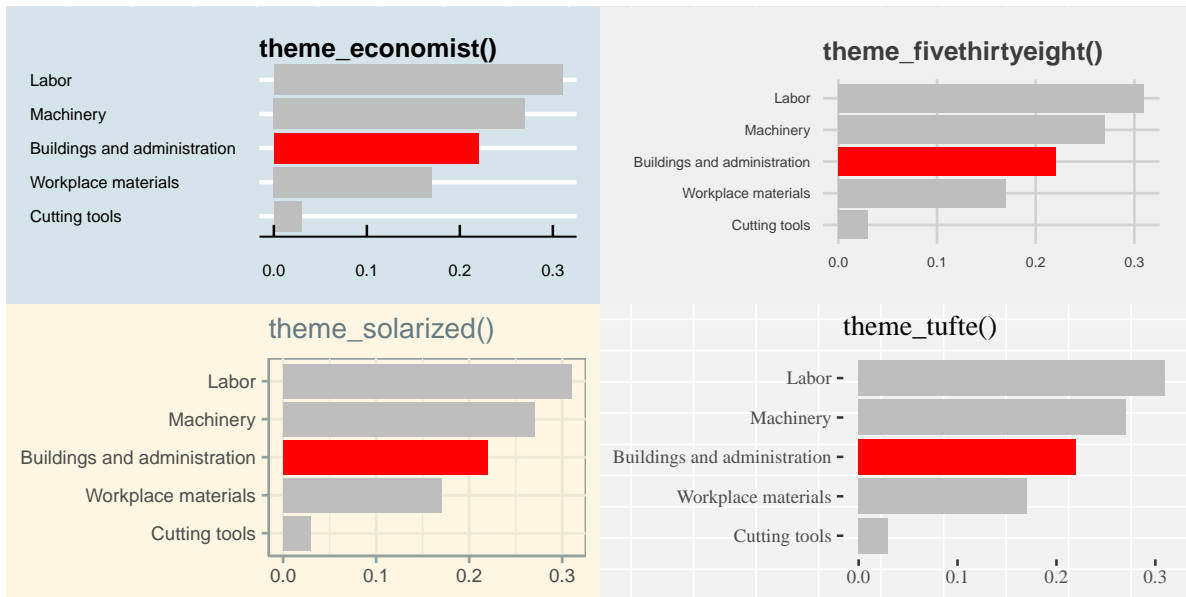 theme_economist()
Labor
Machinery
Buildings and administration
Workplace materials
Cutting tools
0.0 0.1 0.2 0.3
theme_fivethirtyeight()
Labor
Machinery
Buildings and administration
Workplace materials
Cutting tools
0.0 0.1 0.2 0.3
theme_solarized()
Labor
Machinery
Buildings and administration
Workplace materials
Cutting tools
0.0 0.1 0.2 0.3
theme_tufte()
Labor
Machinery
Buildings and administration
Workplace materials
Cutting tools
0.0 0.1 0.2 0.3